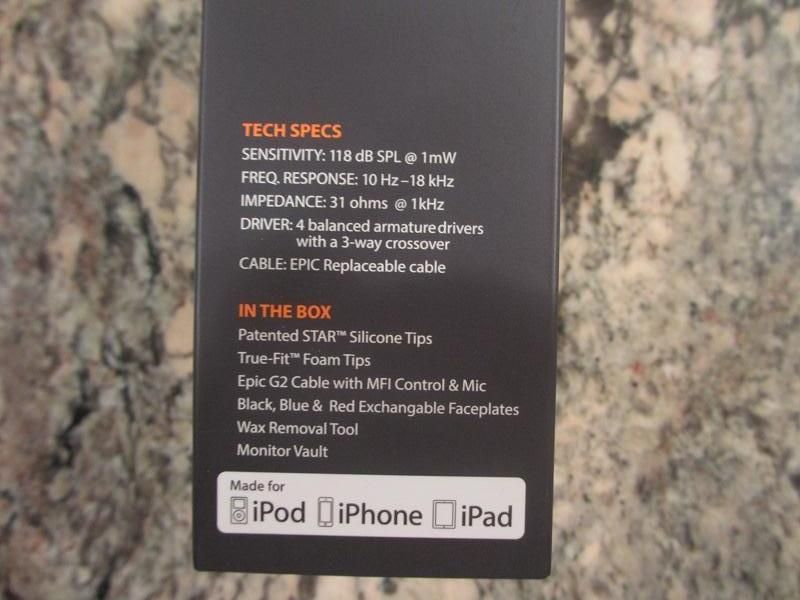 TECH SPECS
SENSITIVITY: 118 dB SPL @ 1mW
FREQ. RESPONSE: 10 Hz–18 kHz
IMPEDANCE: 31 ohms @ 1kHz
DRIVER: 4 balanced armature drivers
with a 3-way crossover
CABLE: EPIC Replaceable cable
IN THE BOX
Patented STAR™ Silicone Tips
True-Fit™ Foam Tips
Epic G2 Cable with MFI Control & Mic
Black, Blue & Red Exchangable Faceplates
Wax Removal Tool
Monitor Vault
Made for
iPod iPhone iPad